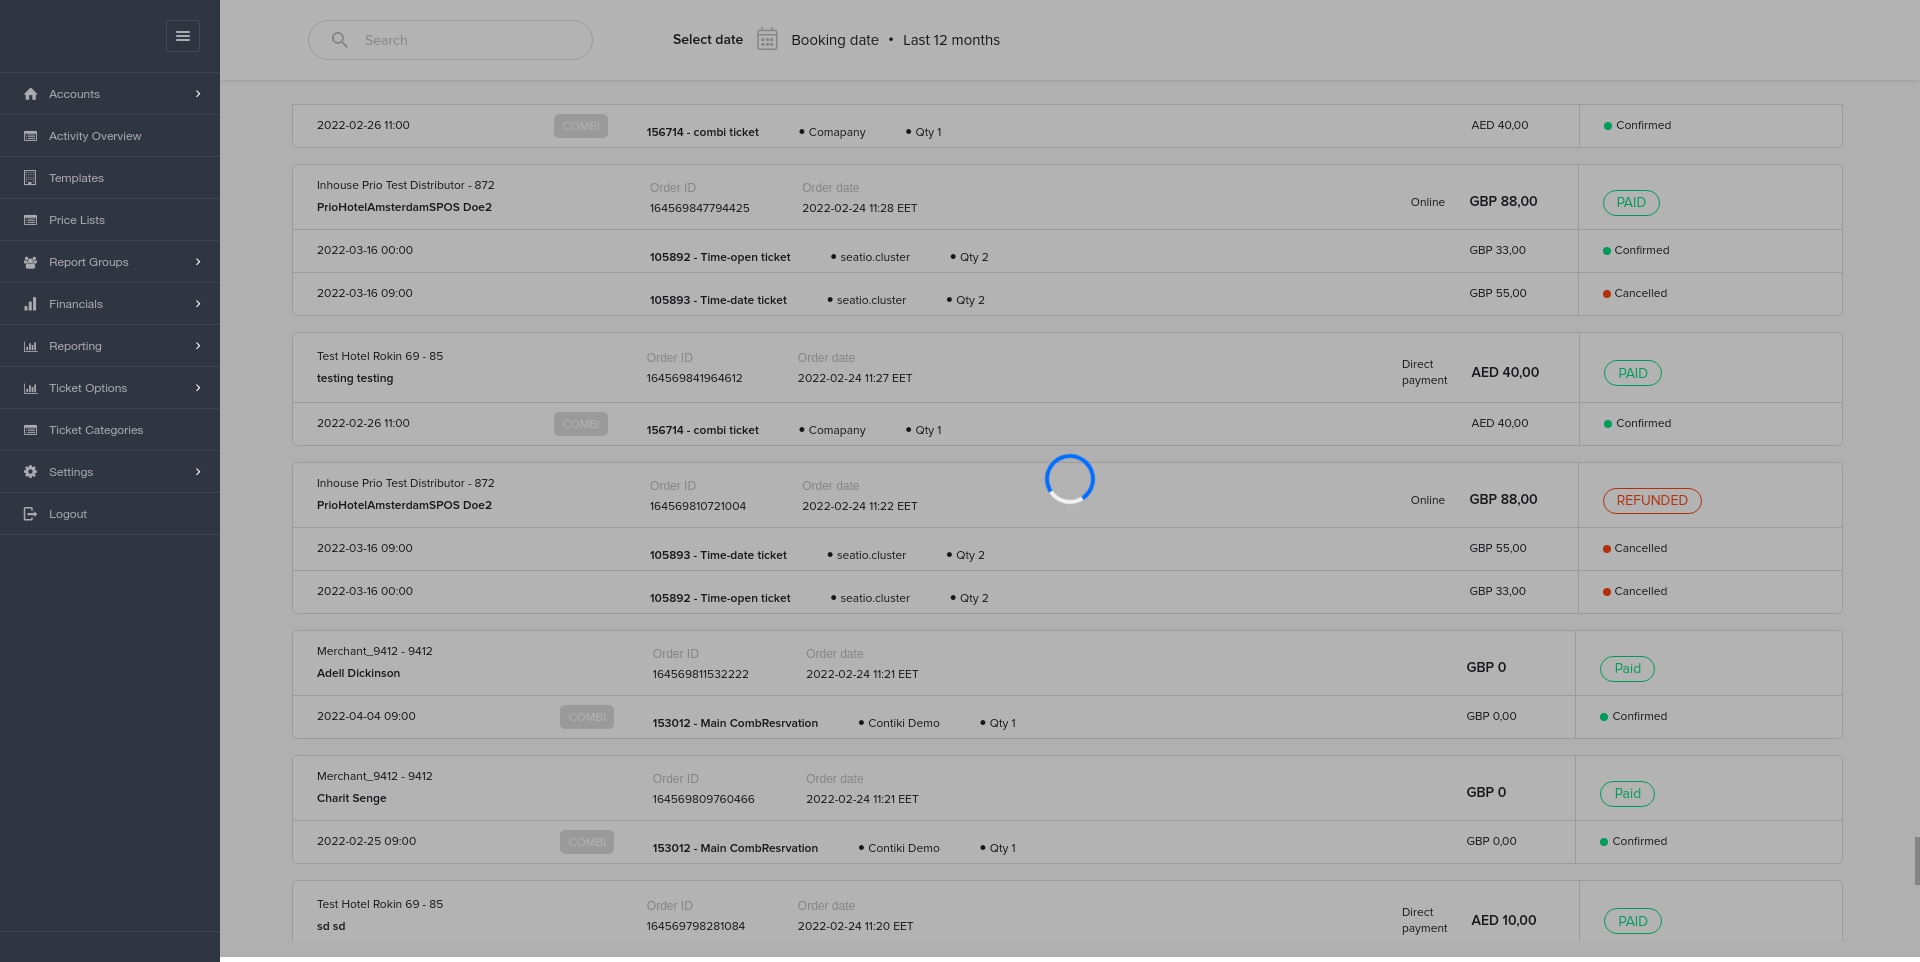 Search
Select date Booking date • Last 12 months
Accounts
Activity Overview
Templates
Price Lists
Report Groups
Financials
Reporting
Ticket Options
Ticket Categories
Settings
Logout
2022-02-26 11:00 COMBI 156714 - combi ticket • Comapany • Qty 1 AED 40,00 Confirmed
Inhouse Prio Test Distributor - 872 Order ID Order date
PrioHotelAmsterdamSPOS Doe2 164569847794425 2022-02-24 11:28 EET Online GBP 88,00 PAID
2022-03-16 00:00 105892 - Time-open ticket • seatio.cluster • Qty 2 GBP 33,00 Confirmed
2022-03-16 09:00 105893 - Time-date ticket • seatio.cluster • Qty 2 GBP 55,00 Cancelled
Test Hotel Rokin 69 - 85 Order ID Order date Direct
testing testing 164569841964612 2022-02-24 11:27 EET payment AED 40,00 PAID
2022-02-26 11:00 COMBI 156714 - combi ticket • Comapany • Qty 1 AED 40,00 Confirmed
Inhouse Prio Test Distributor - 872 Order ID Order date
PrioHotelAmsterdamSPOS Doe2 164569810721004 2022-02-24 11:22 EET Online GBP 88,00 REFUNDED
2022-03-16 09:00 105893 - Time-date ticket • seatio.cluster • Qty 2 GBP 55,00 Cancelled
2022-03-16 00:00 105892 - Time-open ticket • seatio.cluster • Qty 2 GBP 33,00 Cancelled
Merchant_9412 - 9412 Order ID Order date
Adell Dickinson 164569811532222 2022-02-24 11:21 EET GBP 0 Paid
2022-04-04 09:00 COMBI 153012 - Main CombResrvation • Contiki Demo • Qty 1 GBP 0,00 Confirmed
Merchant_9412 - 9412 Order ID Order date
Charit Senge 164569809760466 2022-02-24 11:21 EET GBP 0 Paid
2022-02-25 09:00 COMBI 153012 - Main CombResrvation • Contiki Demo • Qty 1 GBP 0,00 Confirmed
Test Hotel Rokin 69 - 85 Order ID Order date Direct
sd sd 164569798281084 2022-02-24 11:20 EET payment AED 10,00 PAID